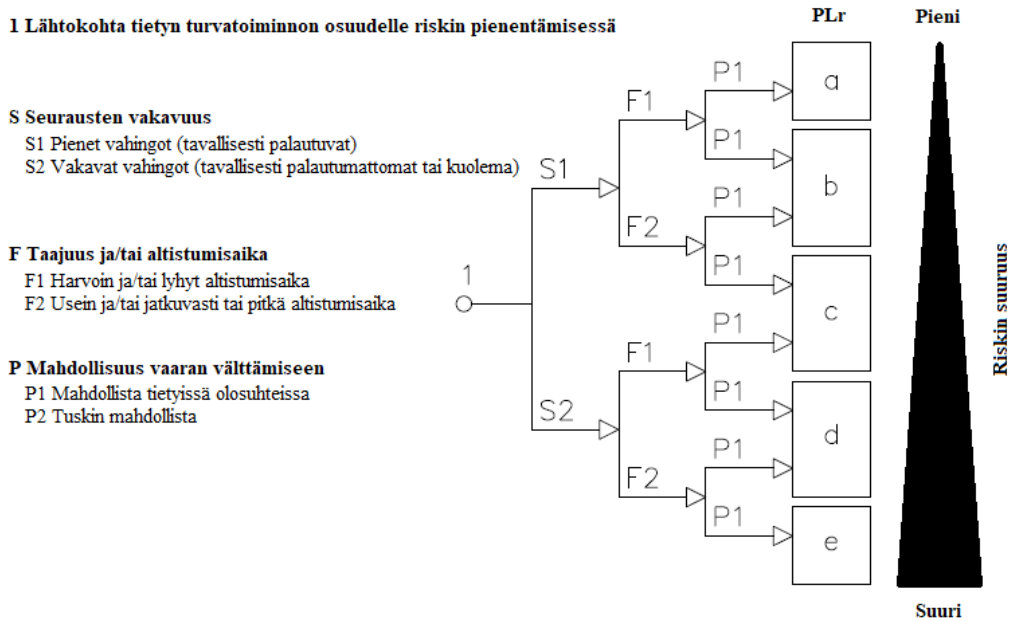 1 Lähtökohta tietyn turvatoiminnon osuudelle riskin pienentämisessä
PLr
Pieni
S Seurausten vakavuus
S1 Pienet vahingot (tavallisesti palautuvat)
S2 Vakavat vahingot (tavallisesti palautumattomat tai kuolema)
F Taajuus ja/tai altistumisaika
F1 Harvoin ja/tai lyhyt altistumisaika
F2 Usein ja/tai jatkuvasti tai pitkä altistumisaika
P Mahdollisuus vaaran välttämiseen
P1 Mahdollista tietyissä olosuhteissa
P2 Tuskin mahdollista
1
S1
S2
F1
F2
F1
F2
P1
P1
P1
P1
P1
P1
P1
P1
a
b
c
d
e
Riskin suuruus
Suuri